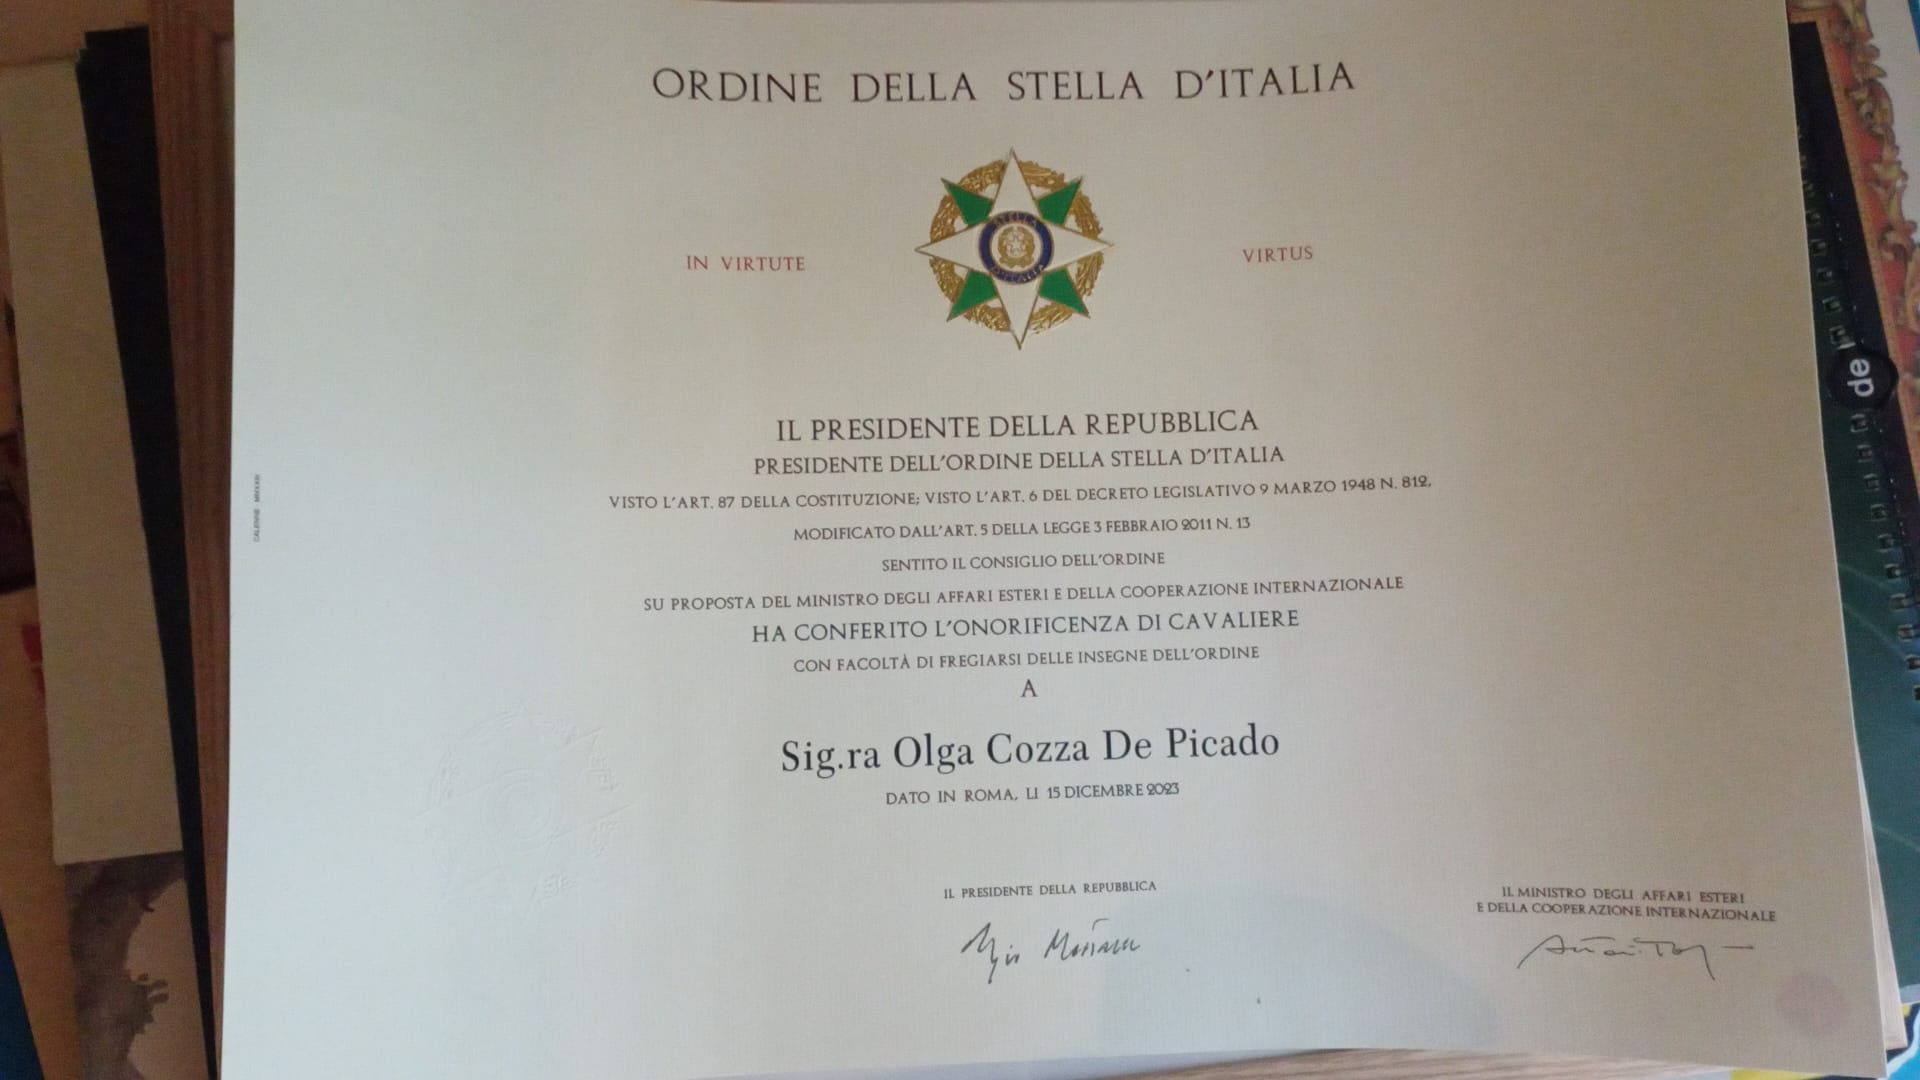 ORDINE DELLA STELLA D'ITALIA
STELLA
D'ITALIA
IN VIRTUTE
VIRTUS
IL PRESIDENTE DELLA REPUBBLICA
PRESIDENTE DELL'ORDINE DELLA STELLA D'ITALIA
VISTO L'ART. 87 DELLA COSTITUZIONE; VISTO L'ART. 6 DEL DECRETO LEGISLATIVO 9 MARZO 1948 N. 812,
MODIFICATO DALL'ART. 5 DELLA LEGGE 3 FEBBRAIO 2011 N. 13
SENTITO IL CONSIGLIO DELL'ORDINE
SU PROPOSTA DEL MINISTRO DEGLI AFFARI ESTERI E DELLA COOPERAZIONE INTERNAZIONALE
HA CONFERITO L'ONORIFICENZA DI CAVALIERE
CON FACOLTÀ DI FREGIARSI DELLE INSEGNE DELL'ORDINE
A
Sig.ra Olga Cozza De Picado
DATO IN ROMA, LI 15 DICEMBRE 2023
IL PRESIDENTE DELLA REPUBBLICA
IL MINISTRO DEGLI AFFARI ESTERI
E DELLA COOPERAZIONE INTERNAZIONALE
de